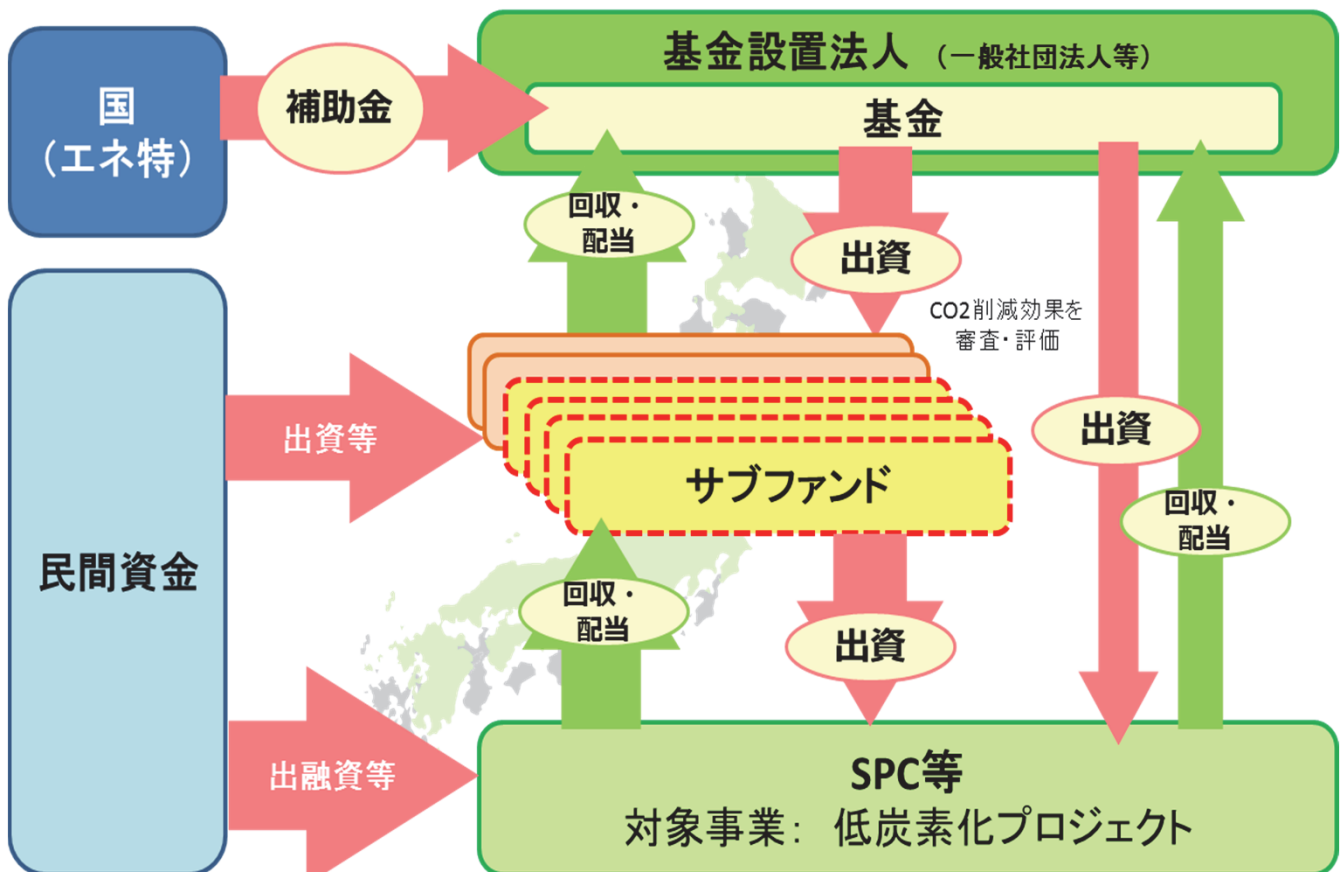 国
（エネ特）
補助金
基金設置法人 （一般社団法人等）
基金
回収・
配当
出資
CO2削減効果を
審査・評価
出資等
サブファンド
出資
回収・
配当
民間資金
回収・
配当
出資
出融資等
SPC等
対象事業： 低炭素化プロジェクト